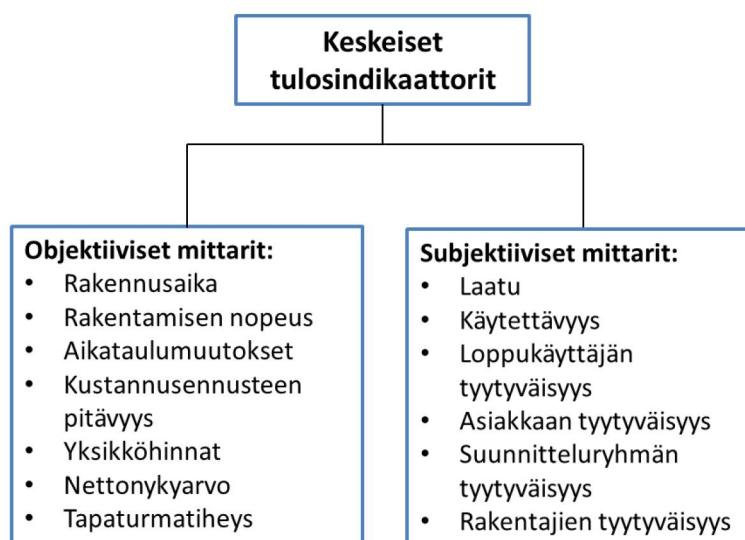 Keskeiset
tulosindikaattorit
Objektiiviset mittarit:
• Rakennusaika
• Rakentamisen nopeus
• Aikataulumuutokset
• Kustannusennusteen
pitävyys
• Yksikköhinnat
• Nettonykyarvo
• Tapaturmatiheys
Subjektiiviset mittarit:
• Laatu
• Käytettävyys
• Loppukäyttäjän
tyytyväisyys
• Asiakkaan tyytyväisyys
• Suunnitteluryhmän
tyytyväisyys
• Rakentajien tyytyväisyys